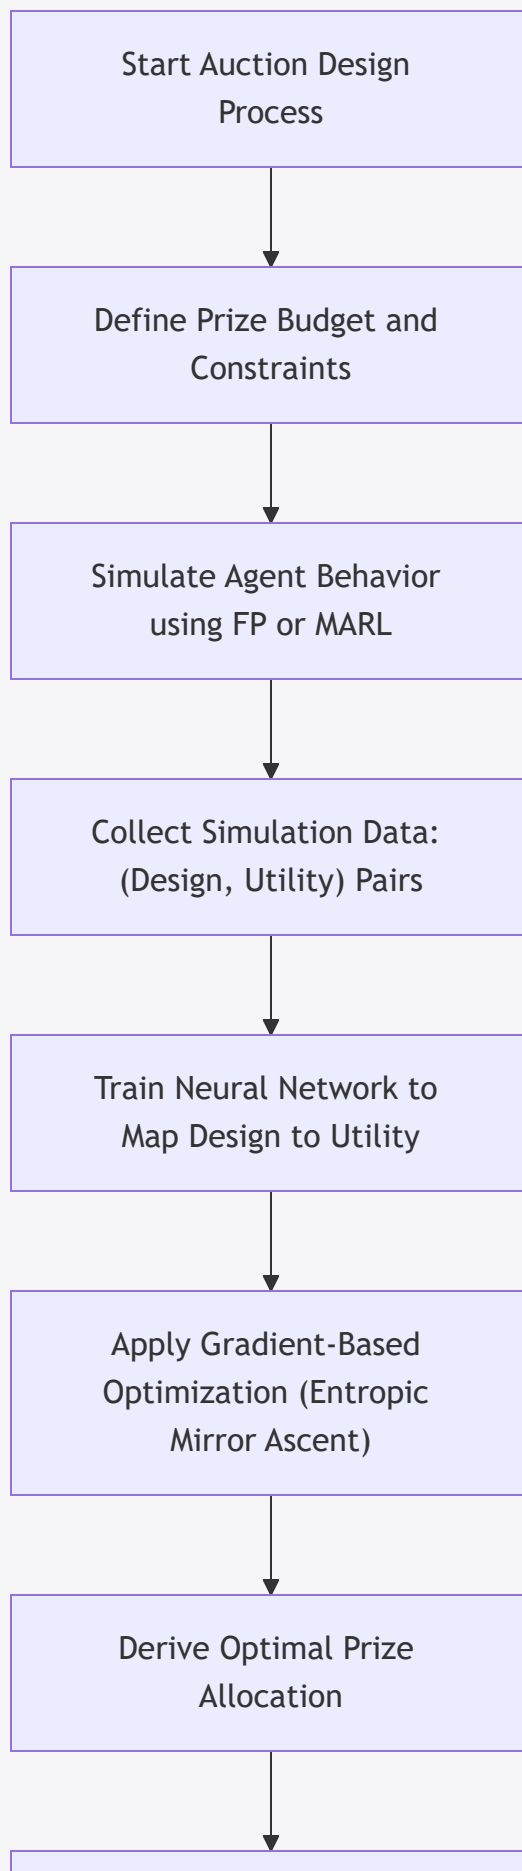 Start Auction Design
Process
Define Prize Budget and
Constraints
Simulate Agent Behavior
using FP or MARL
Collect Simulation Data:
(Design, Utility) Pairs
Train Neural Network to
Map Design to Utility
Apply Gradient-Based
Optimization (Entropic
Mirror Ascent)
Derive Optimal Prize
Allocation